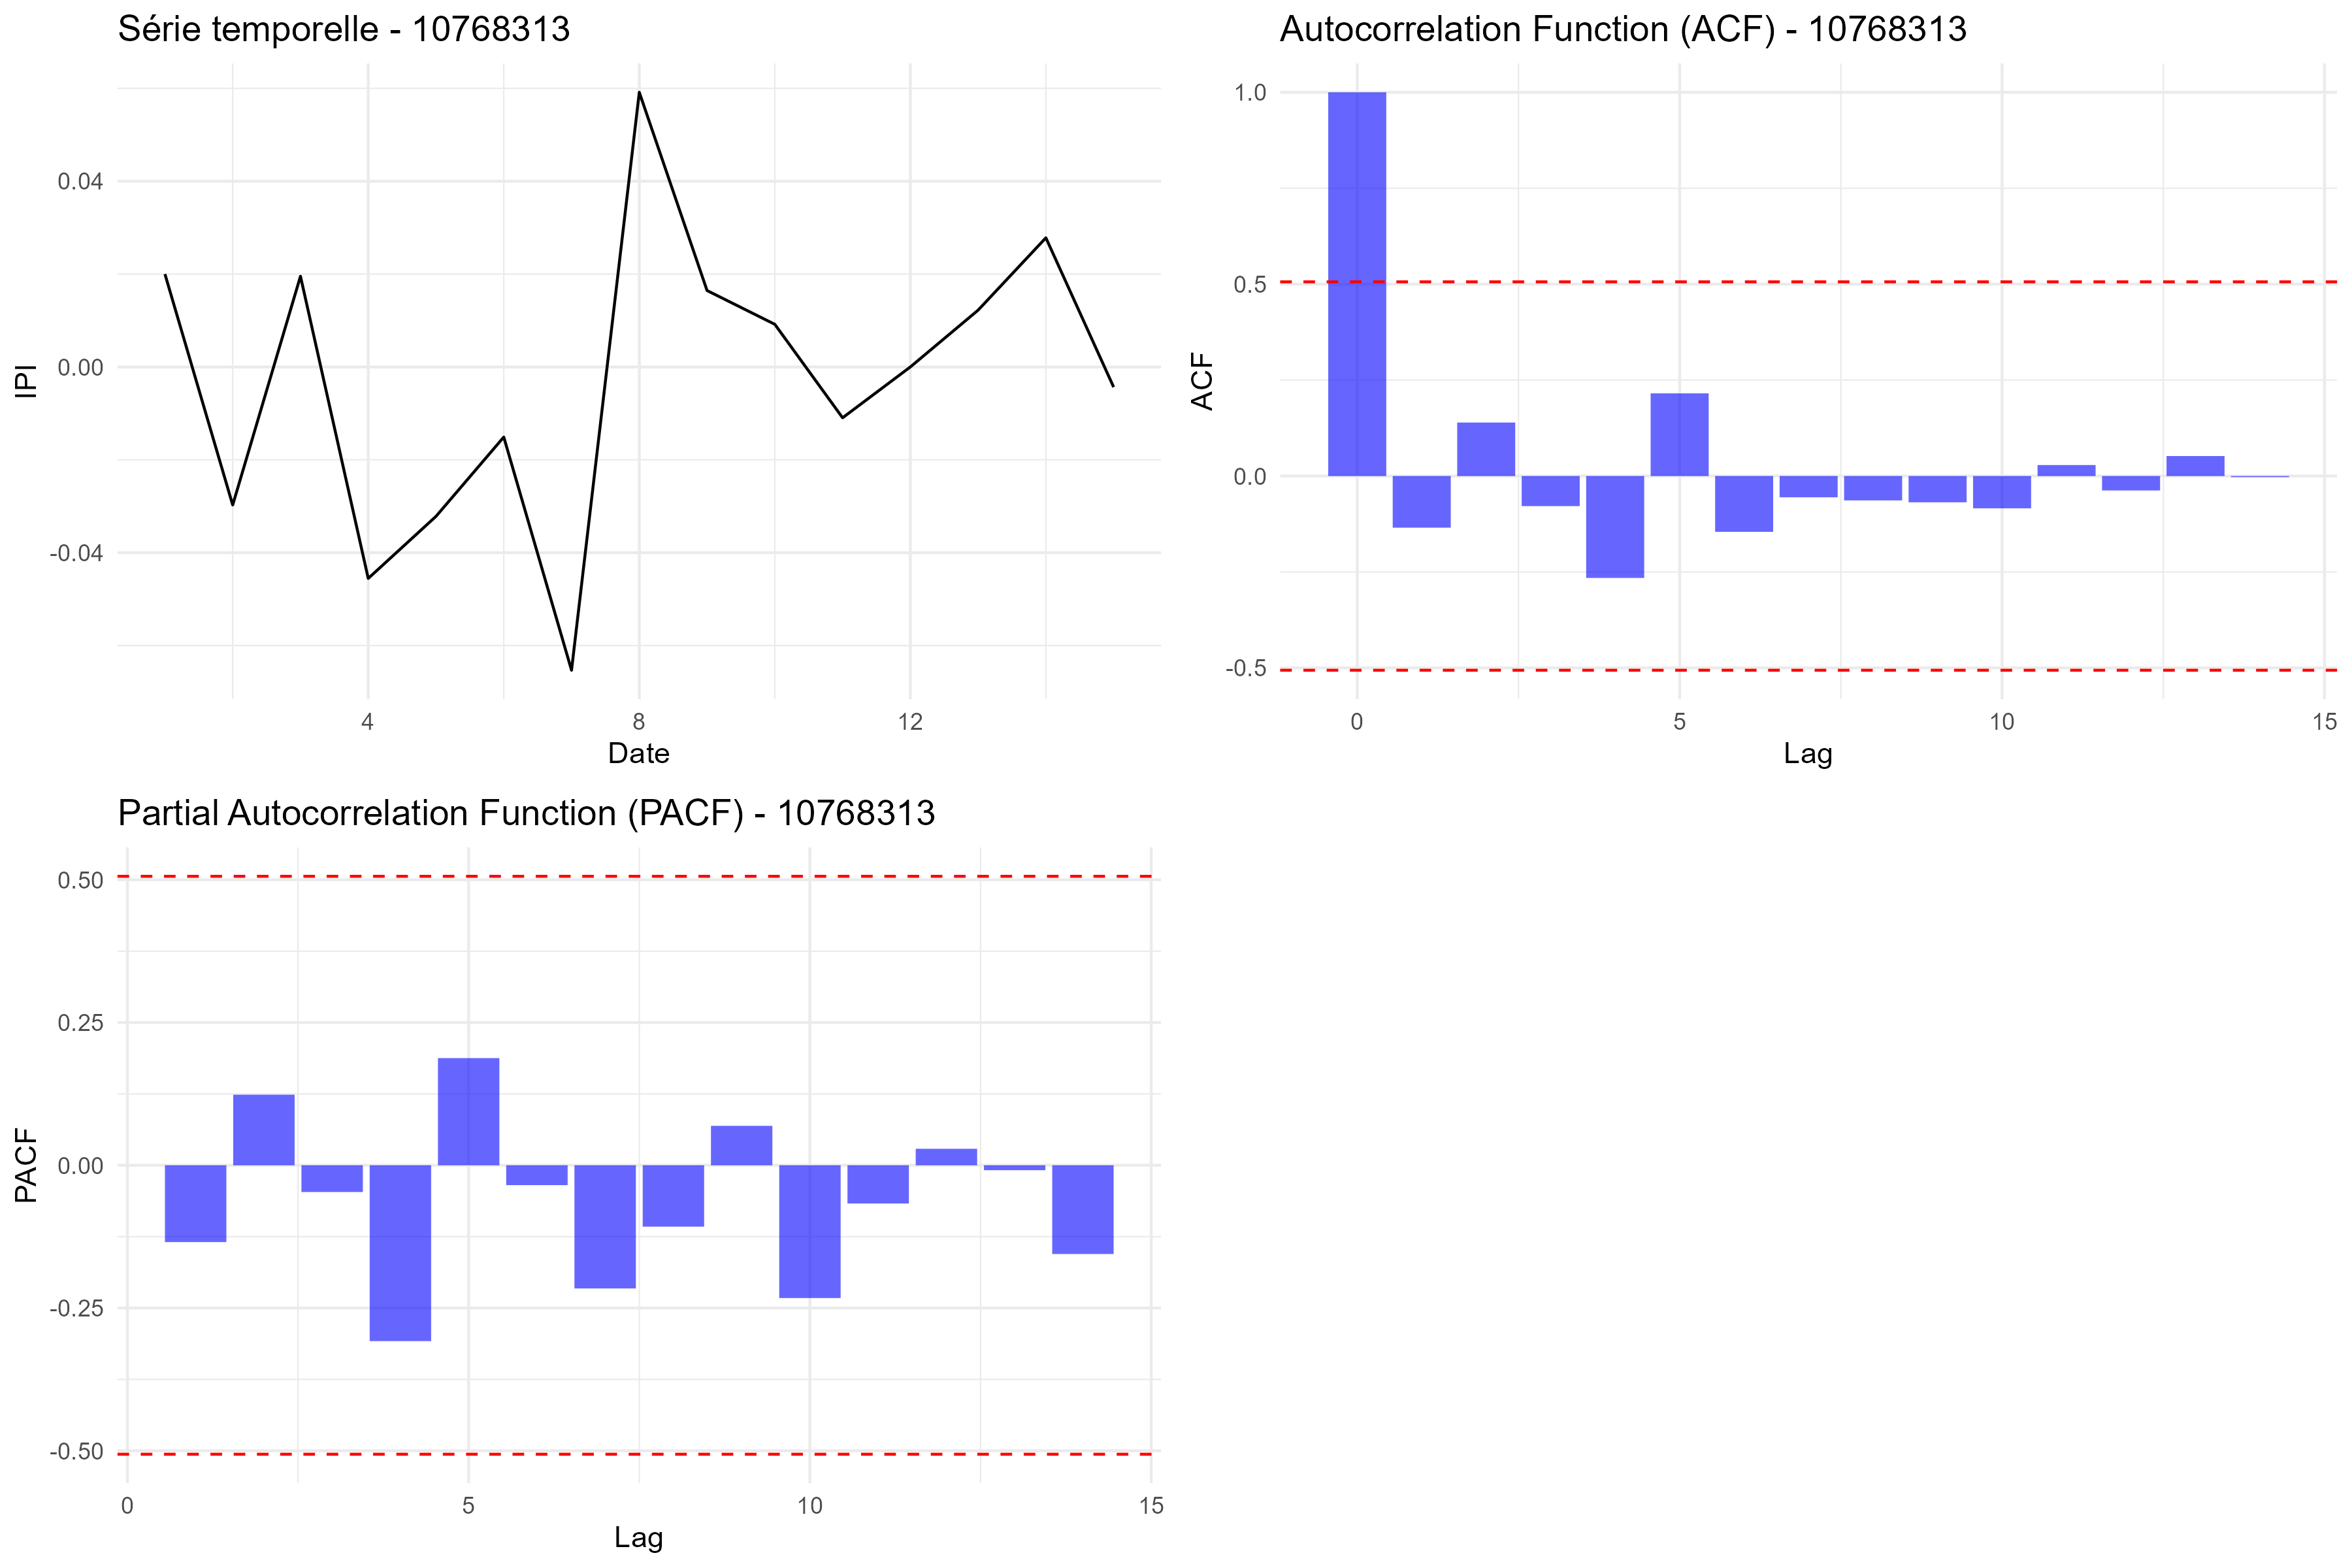 Série temporelle - 10768313
0.04
0.00
-0.04
IPI
4
8
12
Date
Autocorrelation Function (ACF) - 10768313
1.0
0.5
0.0
-0.5
ACF
0
5
10
15
Lag
Partial Autocorrelation Function (PACF) - 10768313
0.50
0.25
0.00
-0.25
-0.50
PACF
0
5
10
15
Lag